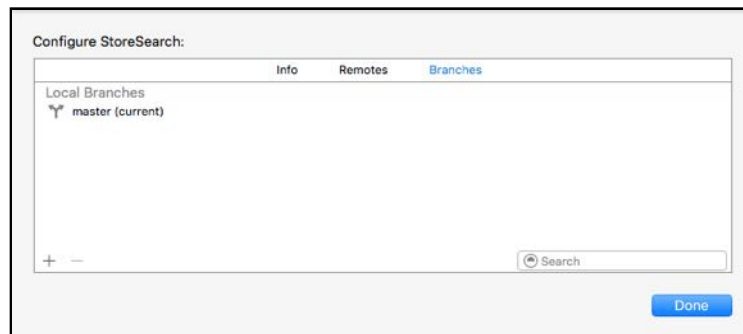 Configure StoreSearch:
Info Remotes Branches
Local Branches
master (current)
+ −
Search
Done